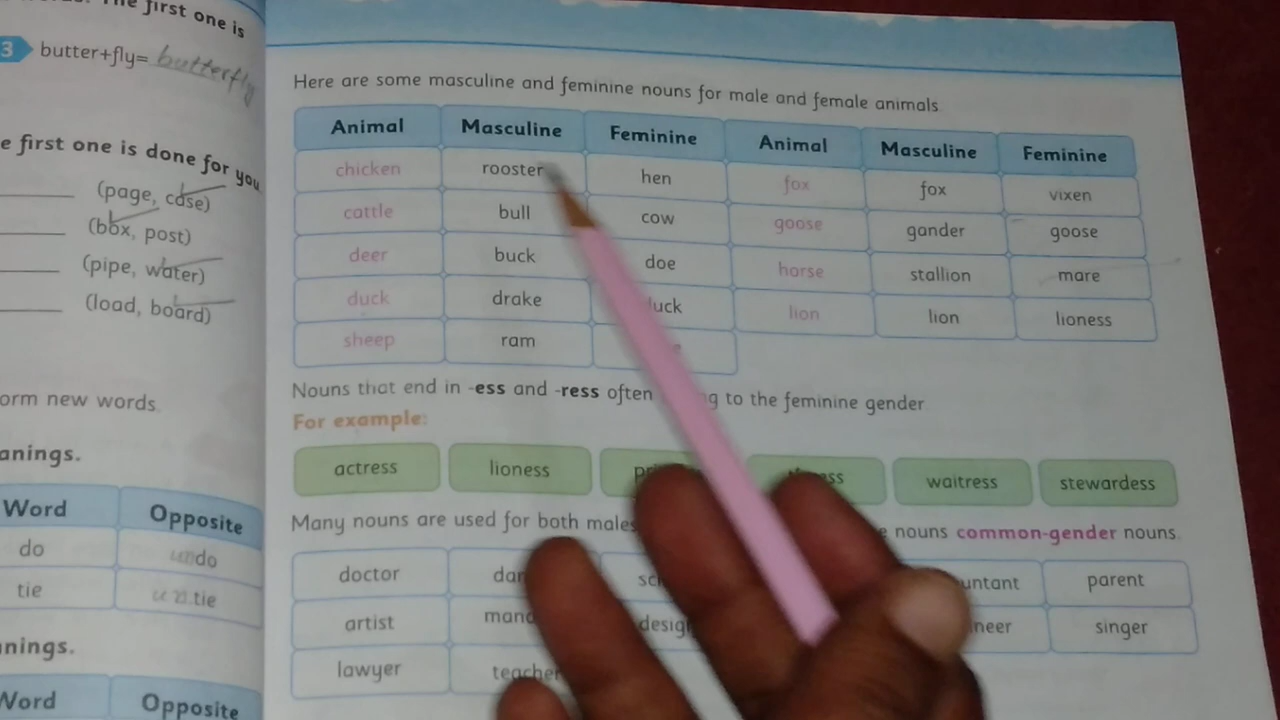 The first one is
3 butter+fly= butterfly
e first one is done for you.
(page, case)
(box, post)
(pipe, water)
(load, board)
orm new words.
anings.
Word Opposite
do undo
tie untie
nings.
Word Opposite
Here are some masculine and feminine nouns for male and female animals.
Animal Masculine Feminine Animal Masculine Feminine
chicken rooster hen fox fox vixen
cattle bull cow goose gander goose
deer buck doe horse stallion mare
duck drake duck lion lion lioness
sheep ram
Nouns that end in -ess and -ress often to the feminine gender
For example:
actress lioness waitress stewardess
Many nouns are used for both males nouns common-gender nouns.
doctor parent
artist singer
lawyer teacher